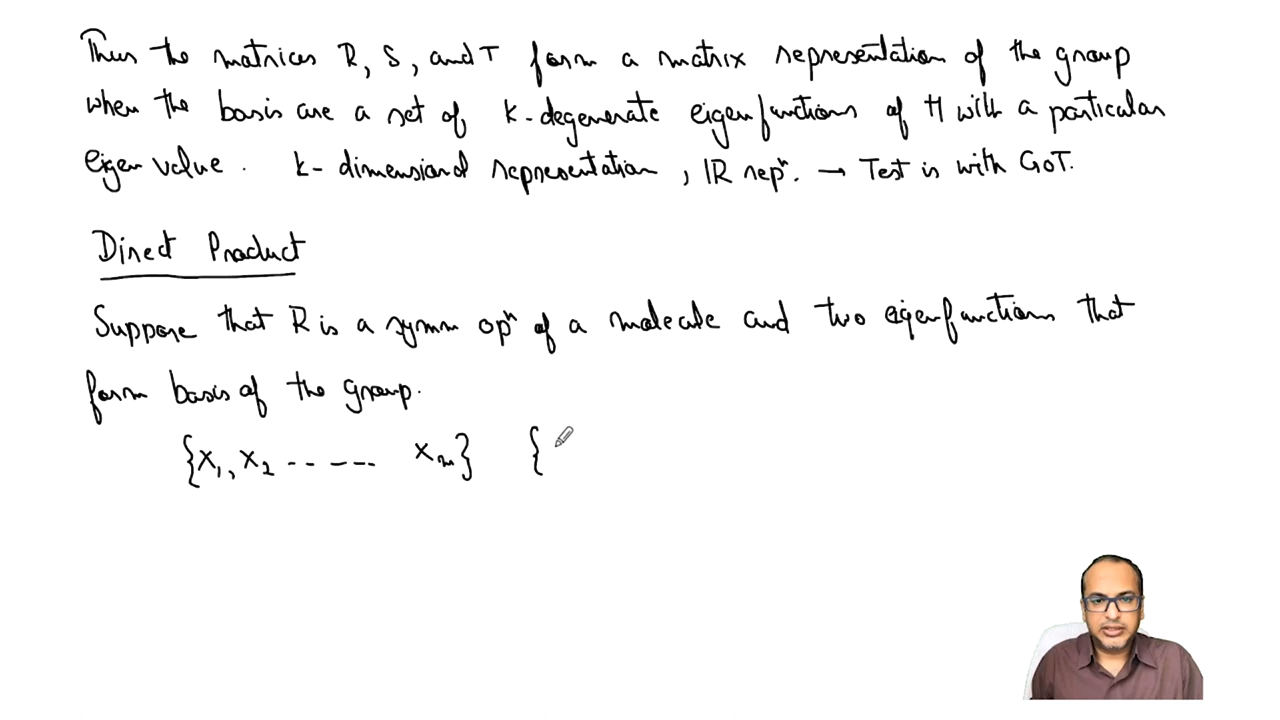 Thus the matrices R, S, and T form a matrix representation of the group
when the basis are a set of k-degenerate eigenfunctions of H with a particular
eigen value. k-dimensional representation, IR repⁿ. → Test is with GOT.
Direct Product
Suppose that R is a symm opⁿ of a molecule and two eigenfunctions that
form basis of the group.
{X₁, X₂ ------- Xₘ} {